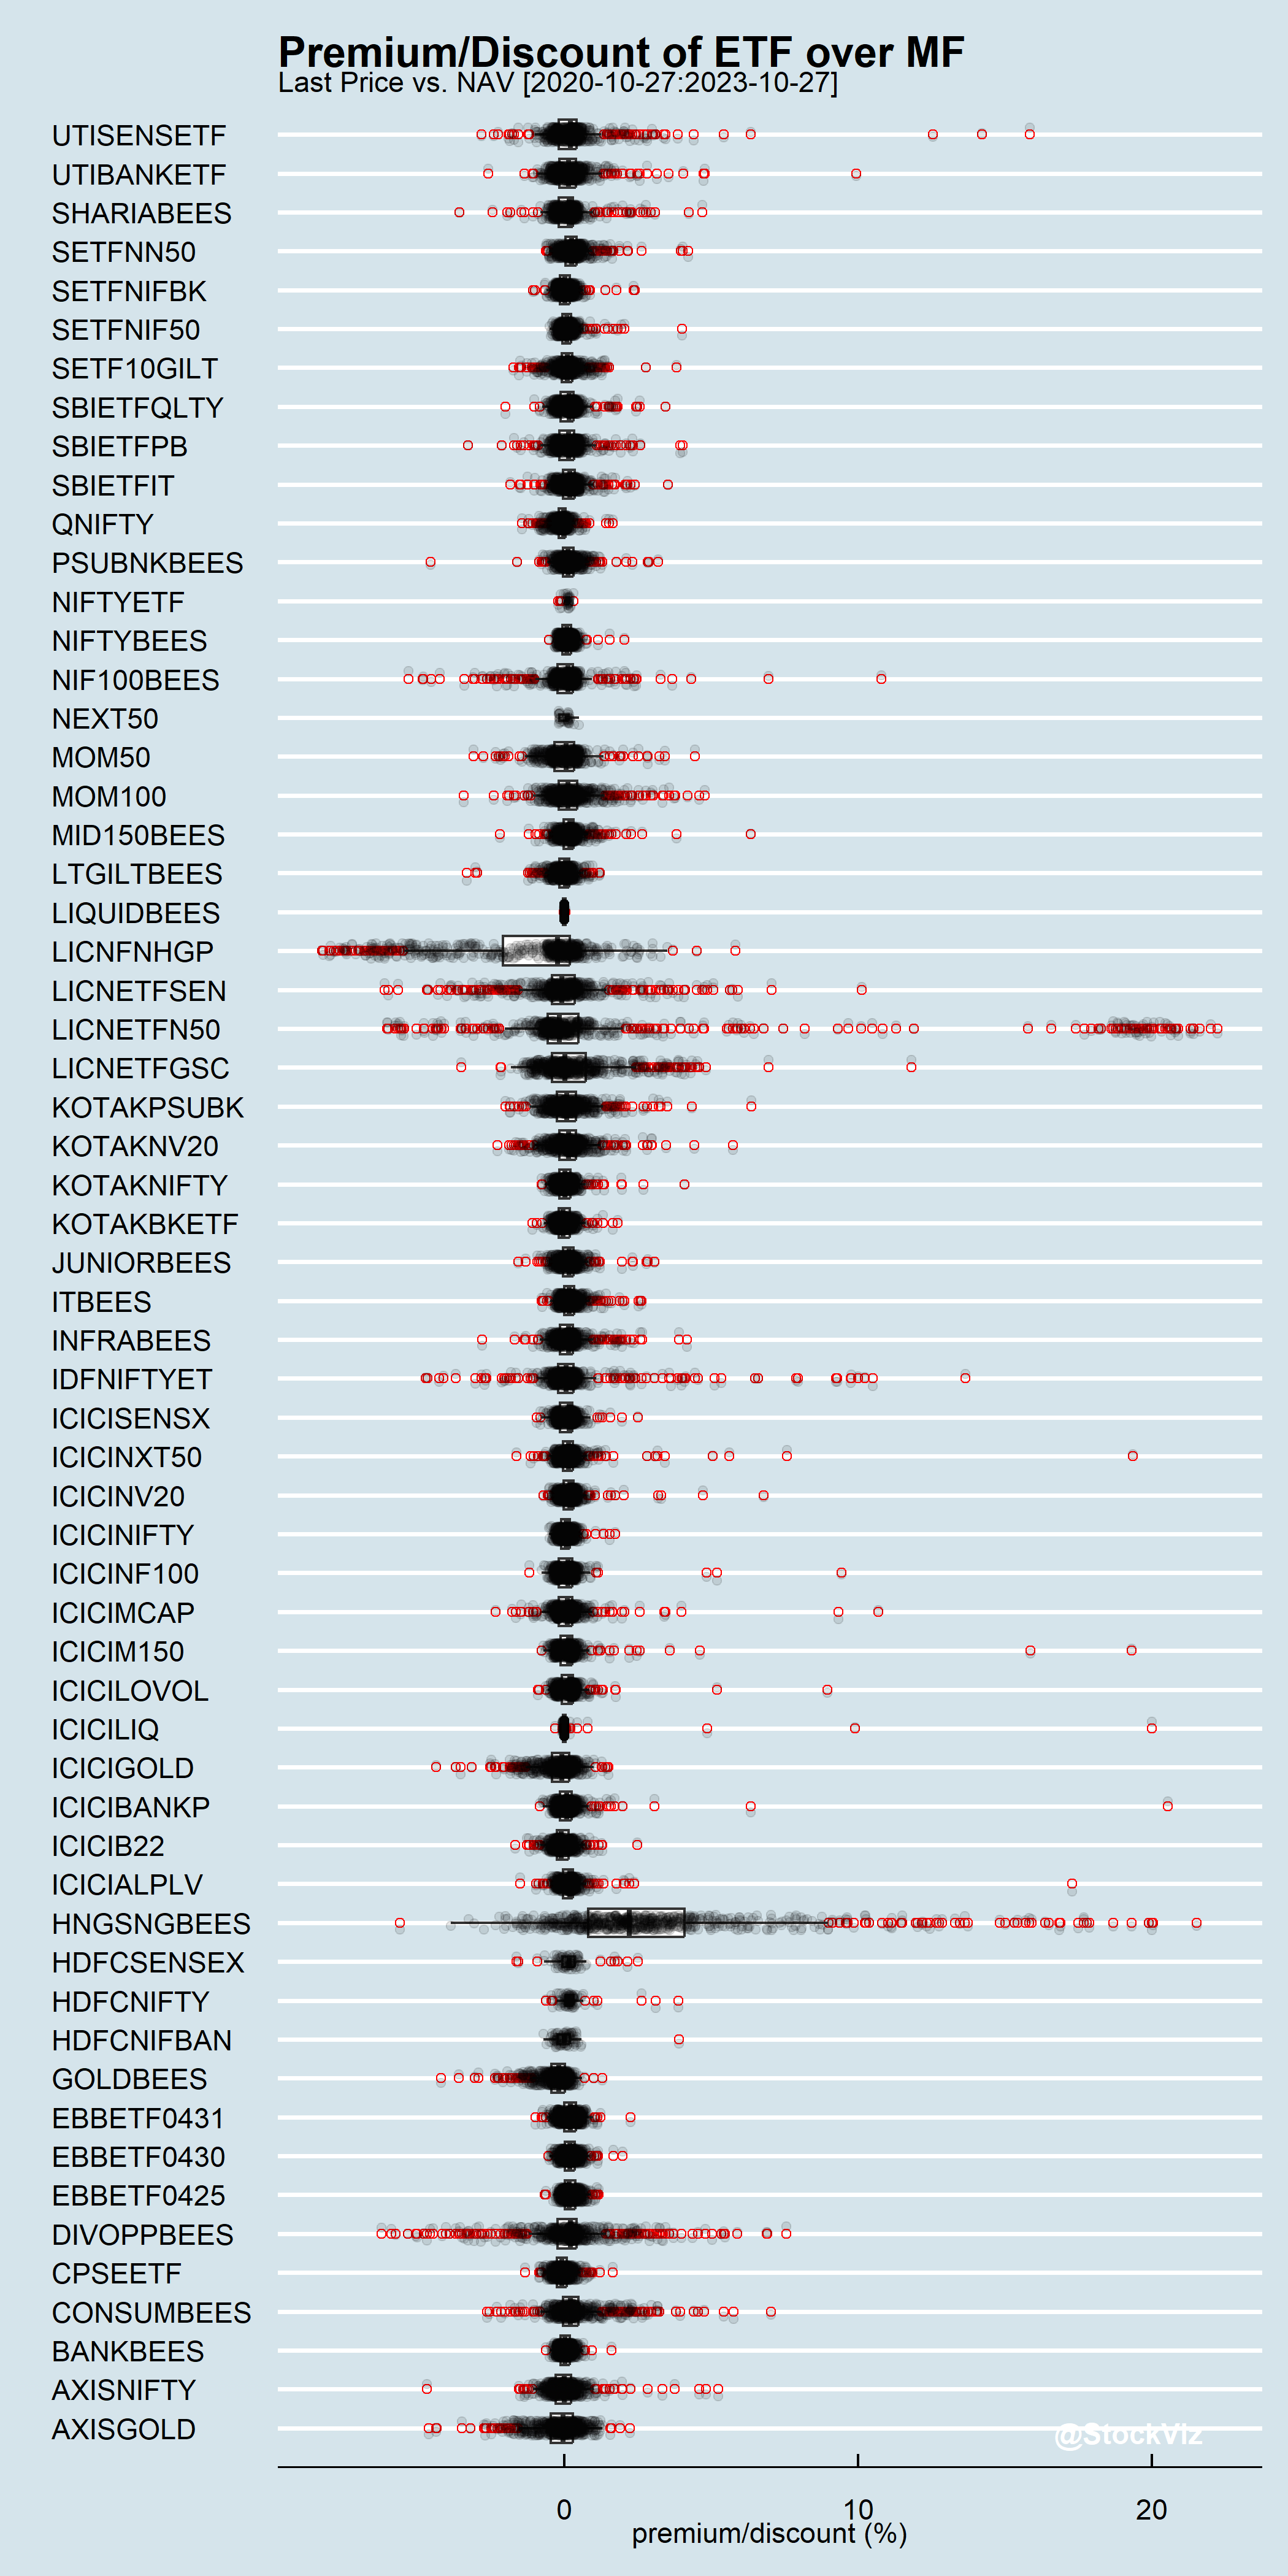 Premium/Discount of ETF over MF
Last Price vs. NAV [2020-10-27:2023-10-27]
UTISENSETF
UTIBANKETF
SHARIABEES
SETFNN50
SETFNIFBK
SETFNIF50
SETF10GILT
SBIETFQLTY
SBIETFPB
SBIETFIT
QNIFTY
PSUBNKBEES
NIFTYETF
NIFTYBEES
NIF100BEES
NEXT50
MOM50
MOM100
MID150BEES
LTGILTBEES
LIQUIDBEES
LICNFNHGP
LICNETFSEN
LICNETFN50
LICNETFGSC
KOTAKPSUBK
KOTAKNV20
KOTAKNIFTY
KOTAKBKETF
JUNIORBEES
ITBEES
INFRABEES
IDFNIFTYET
ICICISENSX
ICICINXT50
ICICINV20
ICICINIFTY
ICICINF100
ICICIMCAP
ICICIM150
ICICILOVOL
ICICILIQ
ICICIGOLD
ICICIBANKP
ICICIB22
ICICIALPLV
HNGSNGBEES
HDFCSENSEX
HDFCNIFTY
HDFCNIFBAN
GOLDBEES
EBBETF0431
EBBETF0430
EBBETF0425
DIVOPPBEES
CPSEETF
CONSUMBEES
BANKBEES
AXISNIFTY
AXISGOLD
@StockViz
0 10 20
premium/discount (%)